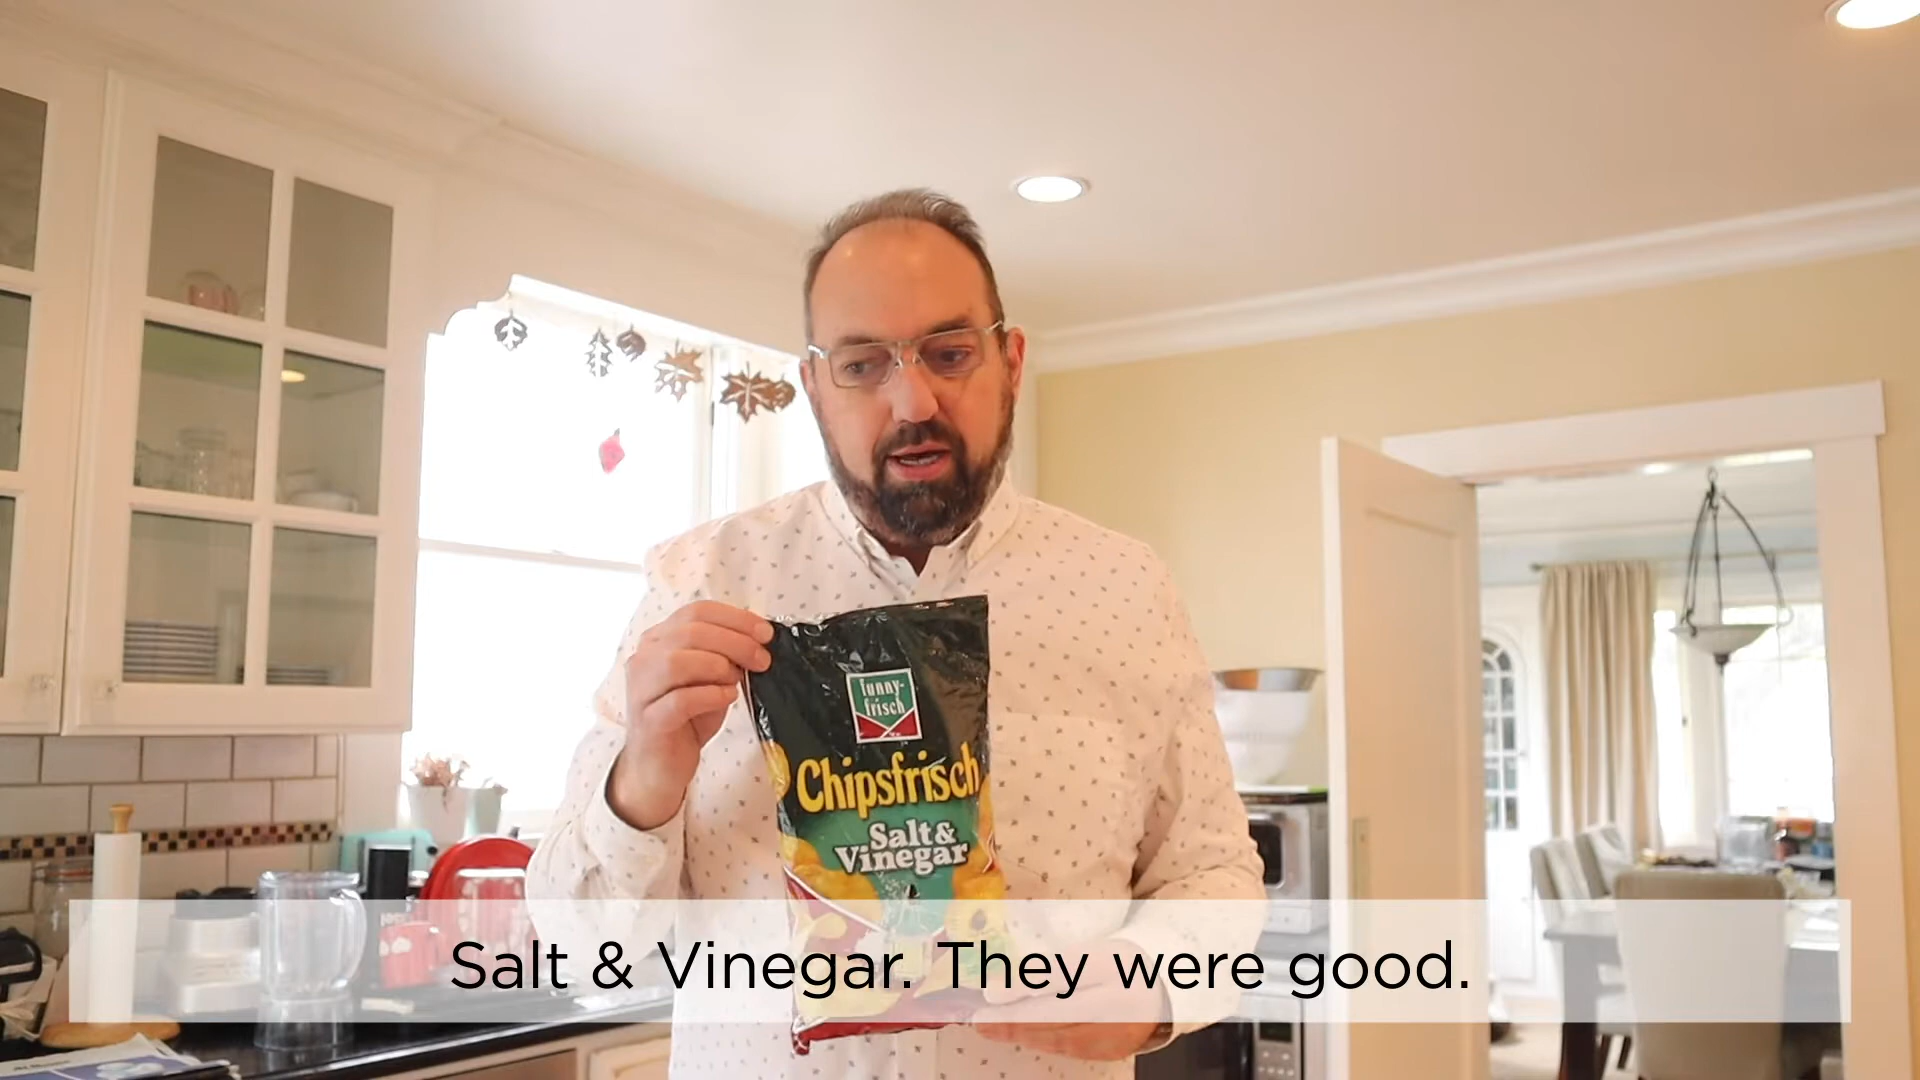 funny-
frisch
Chipsfrisch
Salt &
Vinegar
Salt & Vinegar. They were good.